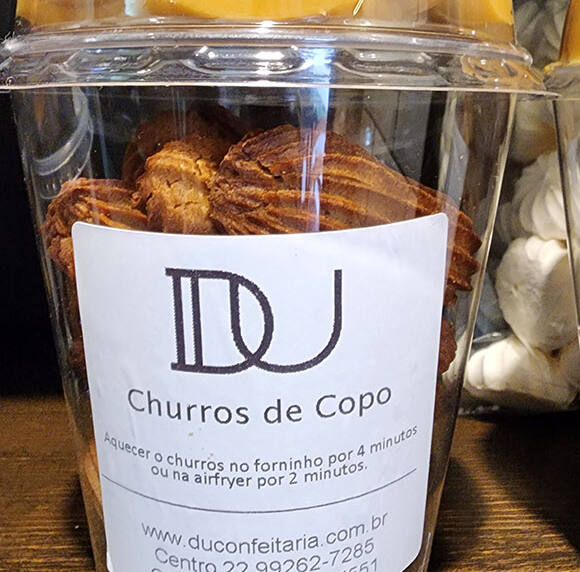 DU
Churros de Copo
Aquecer o churros no forninho por 4 minutos
ou na airfryer por 2 minutos.
www.duconfeitaria.com.br
Centro 22 99262-7285